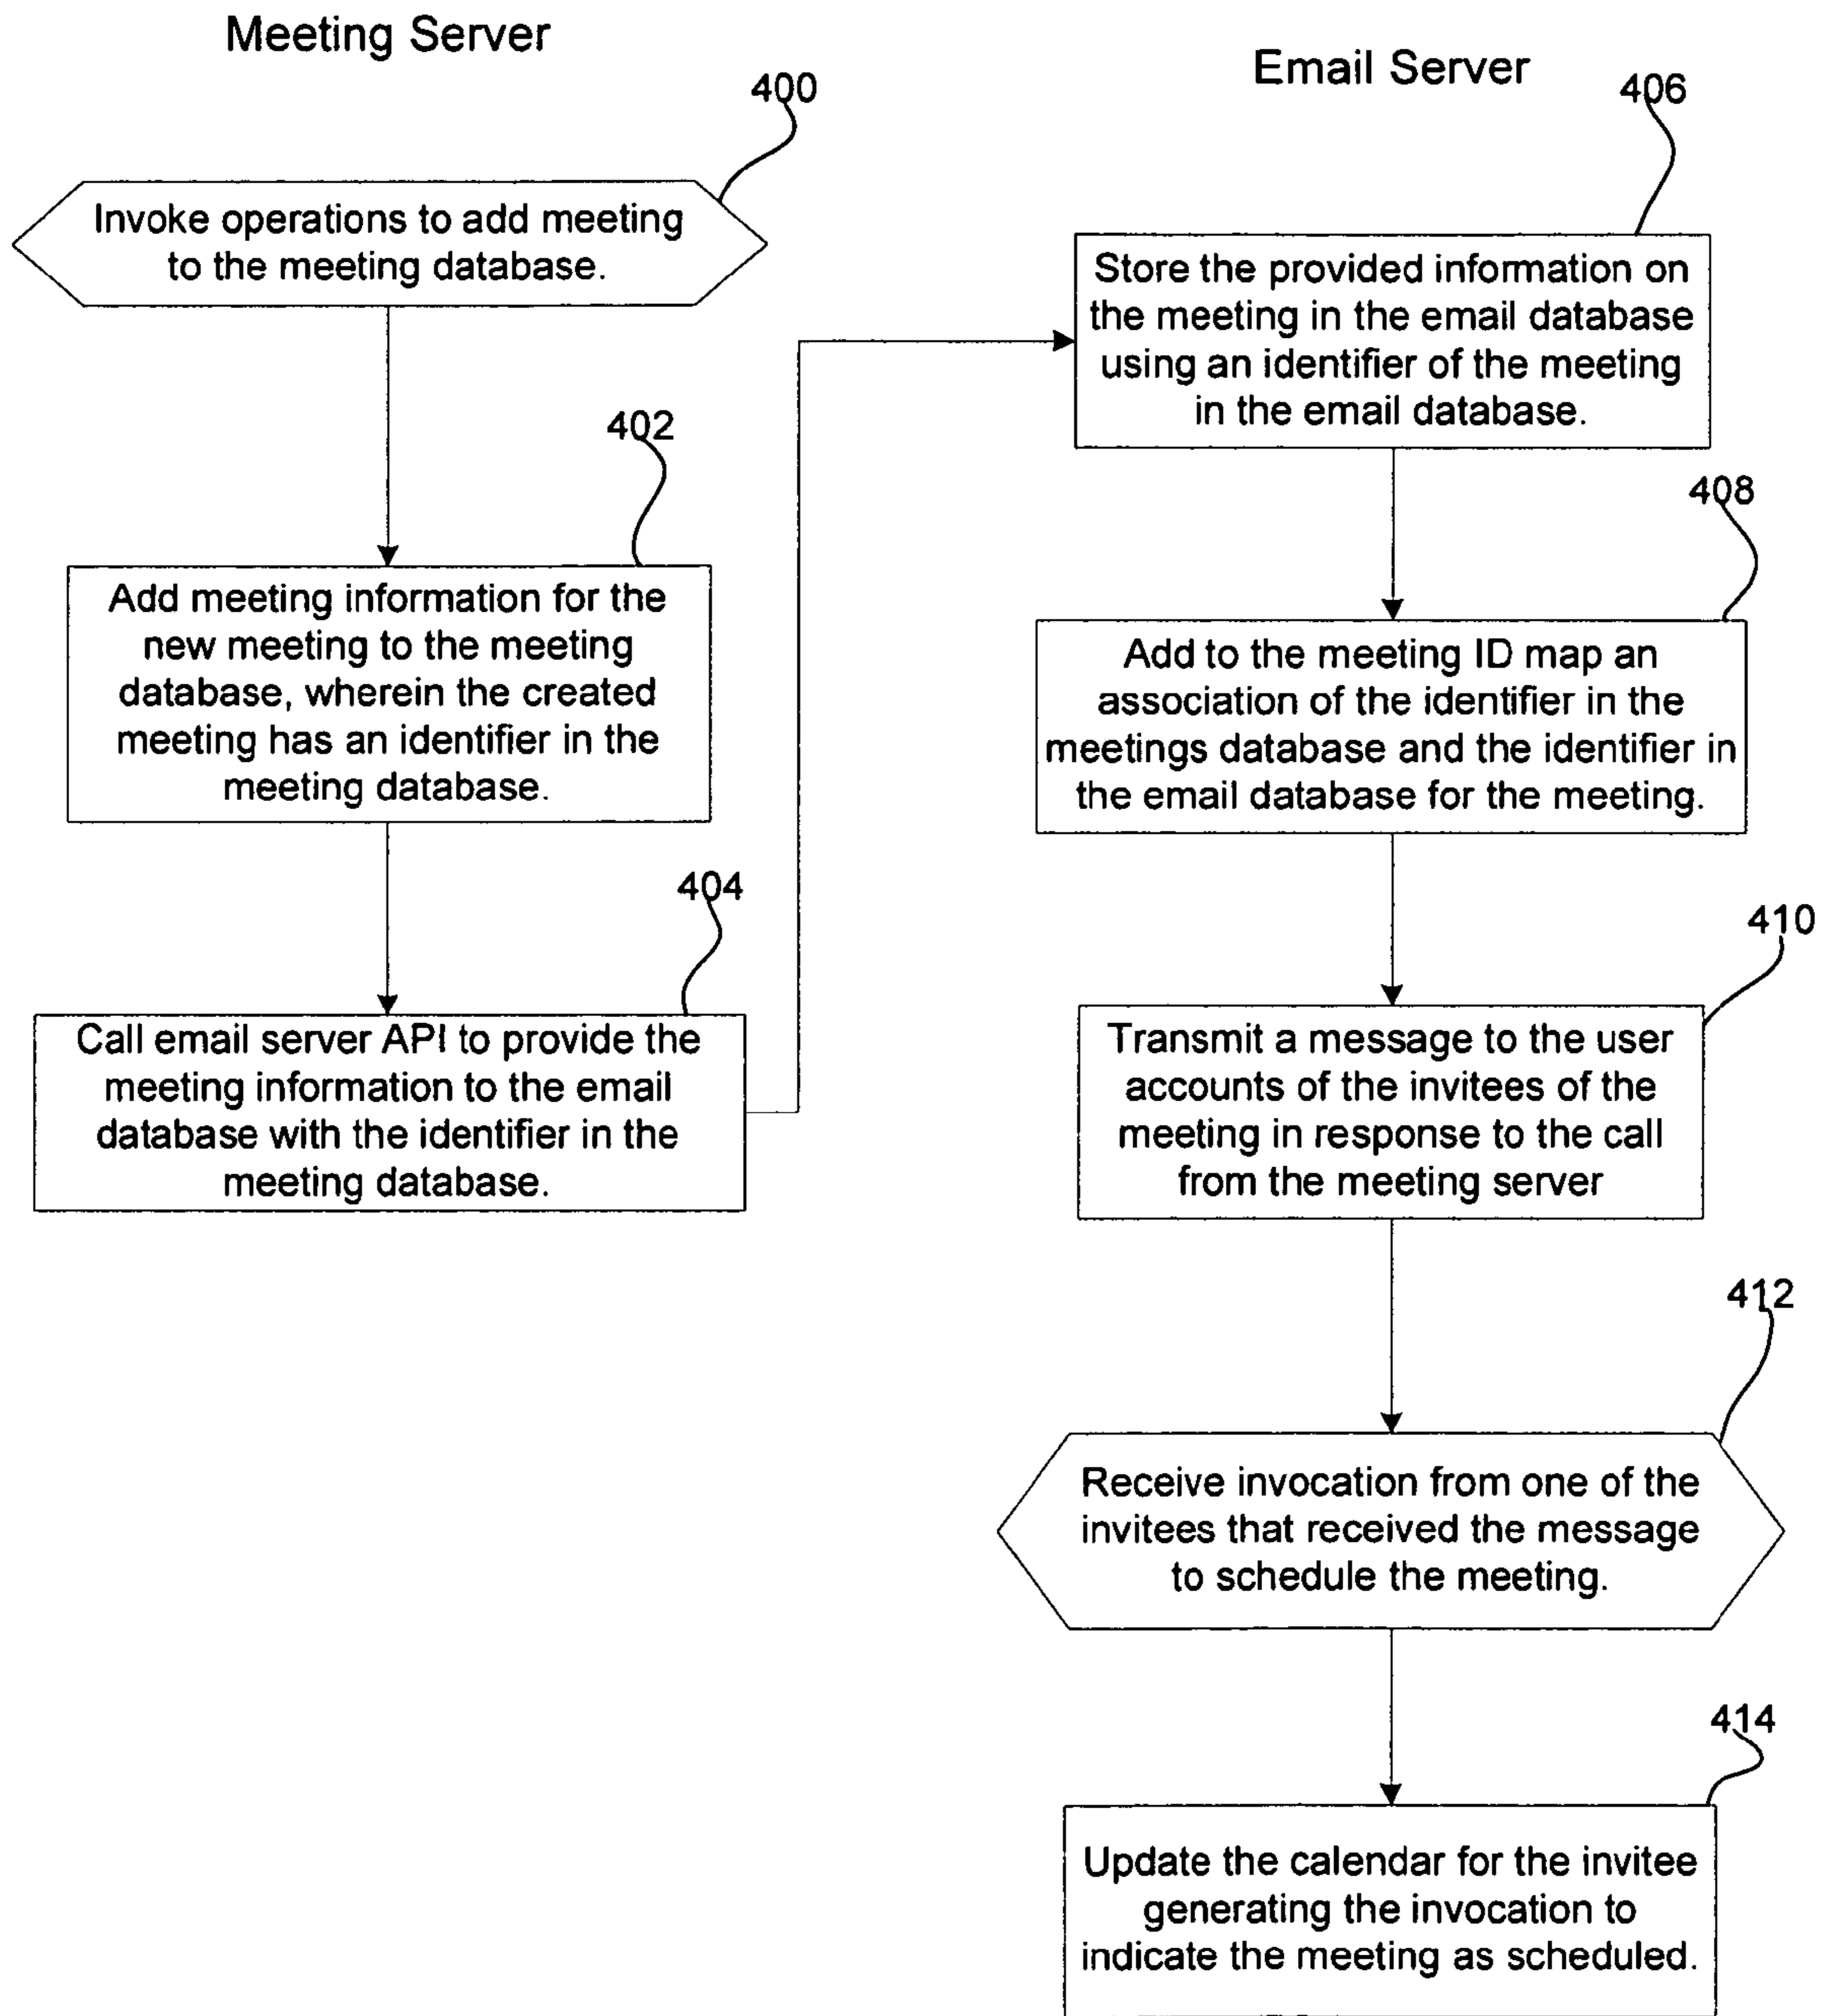 Meeting Server
400
Invoke operations to add meeting
to the meeting database.
402
Add meeting information for the
new meeting to the meeting
database, wherein the created
meeting has an identifier in the
meeting database.
404
Call email server API to provide the
meeting information to the email
database with the identifier in the
meeting database.
Email Server
406
Store the provided information on
the meeting in the email database
using an identifier of the meeting
in the email database.
408
Add to the meeting ID map an
association of the identifier in the
meetings database and the identifier in
the email database for the meeting.
410
Transmit a message to the user
accounts of the invitees of the
meeting in response to the call
from the meeting server
412
Receive invocation from one of the
invitees that received the message
to schedule the meeting.
414
Update the calendar for the invitee
generating the invocation to
indicate the meeting as scheduled.